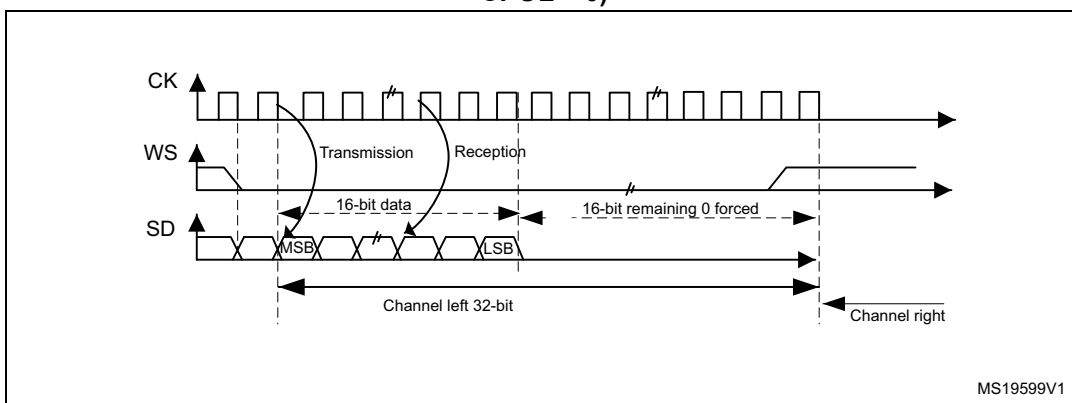 CK
Transmission
Reception
WS
16-bit data
16-bit remaining 0 forced
SD
MSB
LSB
Channel left 32-bit
Channel right
MS19599V1